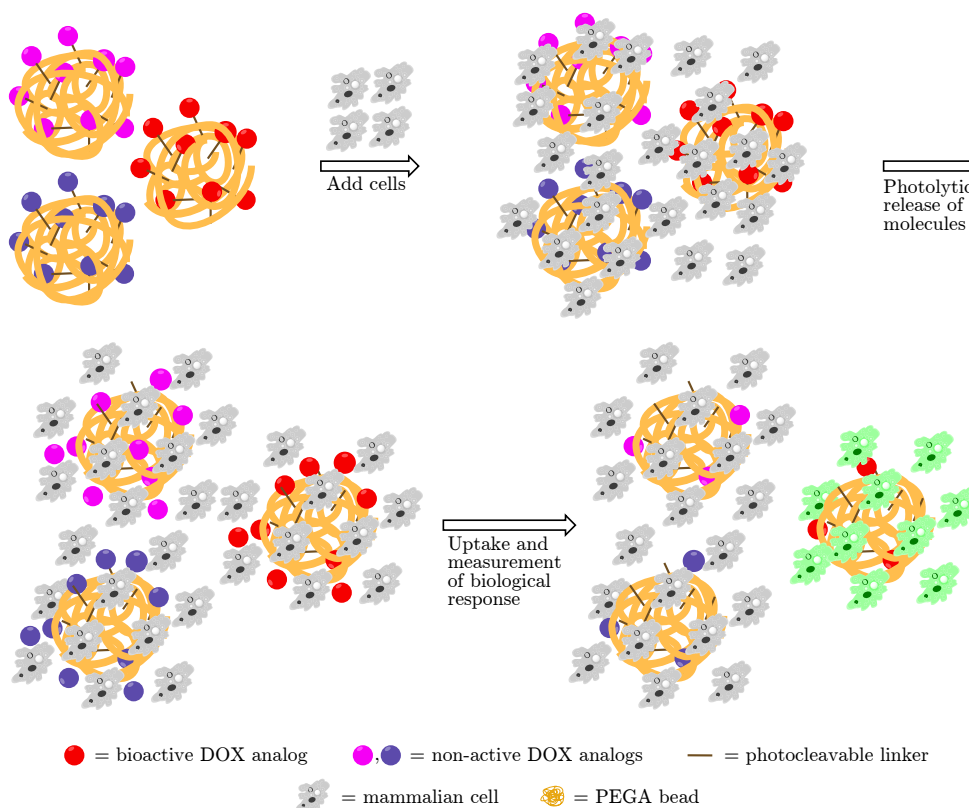 Add cells
Photolytic
release of
molecules
Uptake and
measurement
of biological
response
= bioactive DOX analog
, = non-active DOX analogs
= photocleavable linker
= mammalian cell
= PEGA bead